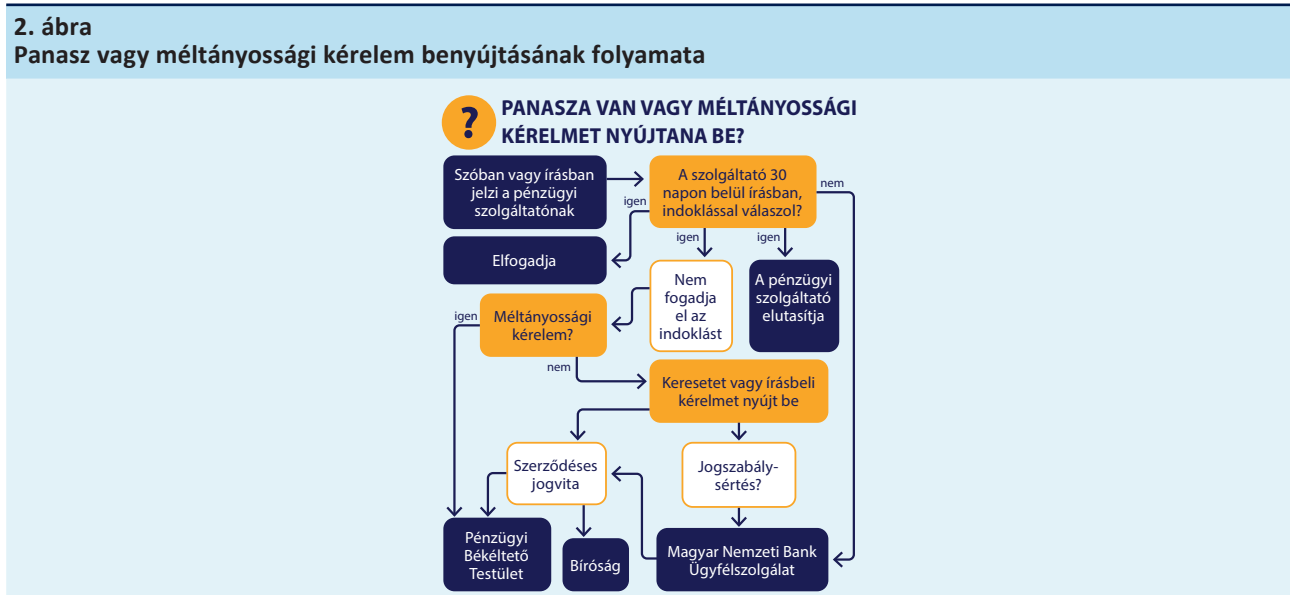 2. ábra
Panasz vagy méltányossági kérelem benyújtásának folyamata
?
PANASZA VAN VAGY MÉLTÁNYOSSÁGI
KÉRELMET NYÚJTANA BE?
Szóban vagy írásban
jelzi a pénzügyi
szolgáltatónak
A szolgáltató 30
napon belül írásban,
indoklással válaszol?
nem
igen
igen
igen
Elfogadja
Nem
fogadja
el az
indoklást
A pénzügyi
szolgáltató
elutasítja
igen
Méltányossági
kérelem?
nem
Keresetet vagy írásbeli
kérelmet nyújt be
Szerződéses
jogvita
Jogszabály-
sértés?
Pénzügyi
Békéltető
Testület
Bíróság
Magyar Nemzeti Bank
Ügyfélszolgálat